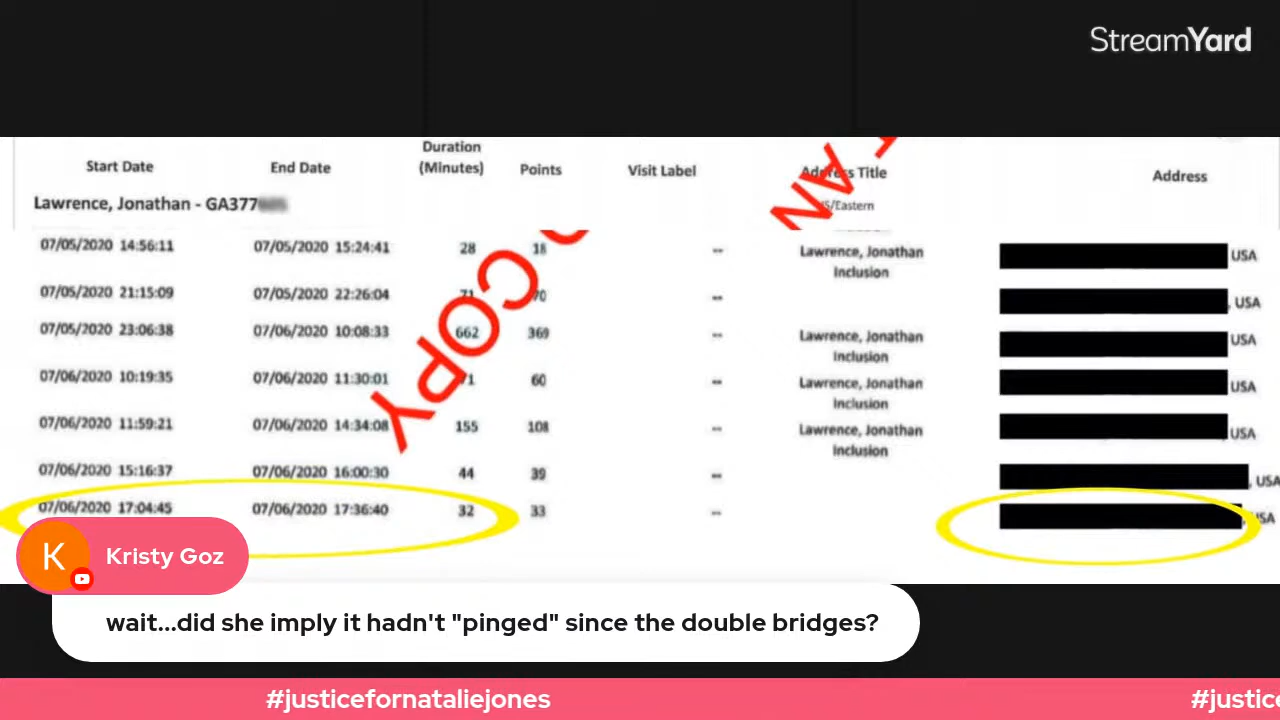 StreamYard
Start Date End Date Duration (Minutes) Points Visit Label Address Title Address
Lawrence, Jonathan - GA377
US/Eastern
07/05/2020 14:56:11 07/05/2020 15:24:41 28 18 -- Lawrence, Jonathan Inclusion USA
07/05/2020 21:15:09 07/05/2020 22:26:04 71 70 -- , USA
07/05/2020 23:06:38 07/06/2020 10:08:33 662 369 -- Lawrence, Jonathan Inclusion USA
07/06/2020 10:19:35 07/06/2020 11:30:01 71 60 -- Lawrence, Jonathan Inclusion USA
07/06/2020 11:59:21 07/06/2020 14:34:08 155 108 -- Lawrence, Jonathan Inclusion USA
07/06/2020 15:16:37 07/06/2020 16:00:30 44 39 -- , USA
07/06/2020 17:04:45 07/06/2020 17:36:40 32 33 -- , USA
COPY
K
Kristy Goz
wait...did she imply it hadn't "pinged" since the double bridges?
#justicefornataliejones #justic